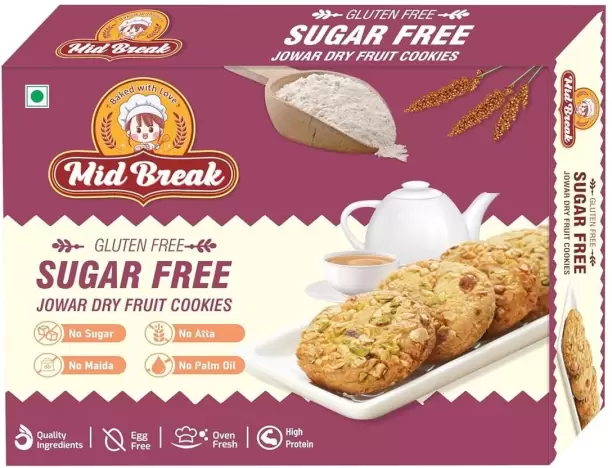 GLUTEN FREE
SUGAR FREE
JOWAR DRY FRUIT COOKIES
Mid Break
Baked with Love
Mid Break
GLUTEN FREE
SUGAR FREE
JOWAR DRY FRUIT COOKIES
No Sugar
No Atta
No Maida
No Palm Oil
Quality Ingredients
Egg Free
Oven Fresh
High Protein
Mid Break
GLUTEN FREE
SUGAR FREE
JOWAR DRY FRUIT COOKIES